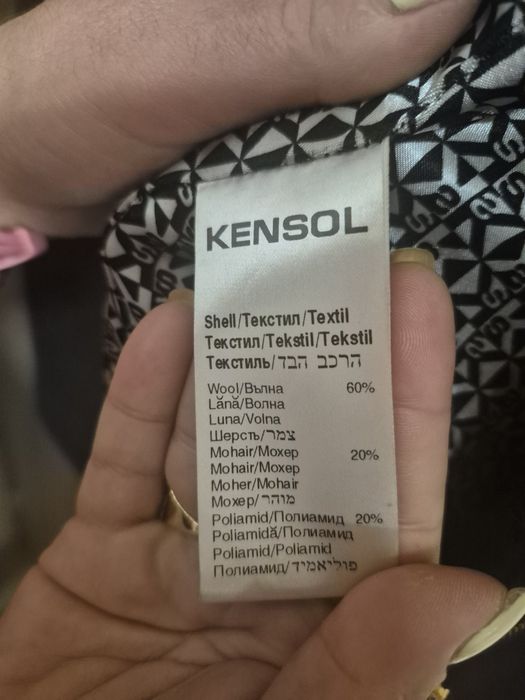 KENSOL
Shell/Текстил/Textil
Текстил/Tekstil/Tekstil
Текстиль/הרכב הבד
Wool/Вълна 60%
Lână/Волна
Luna/Volna
Шерсть/צמר
Mohair/Мохер 20%
Mohair/Мохер
Moher/Mohair
Мохер/מוהר
Poliamid/Полиамид 20%
Poliamidă/Полиамид
Poliamid/Poliamid
Полиамид/פוליאמיד